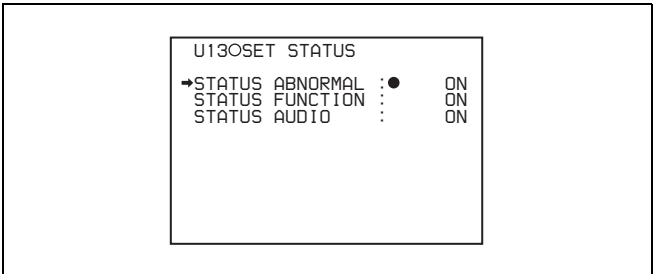 U13○SET STATUS
➡STATUS ABNORMAL :● ON
STATUS FUNCTION : ON
STATUS AUDIO : ON